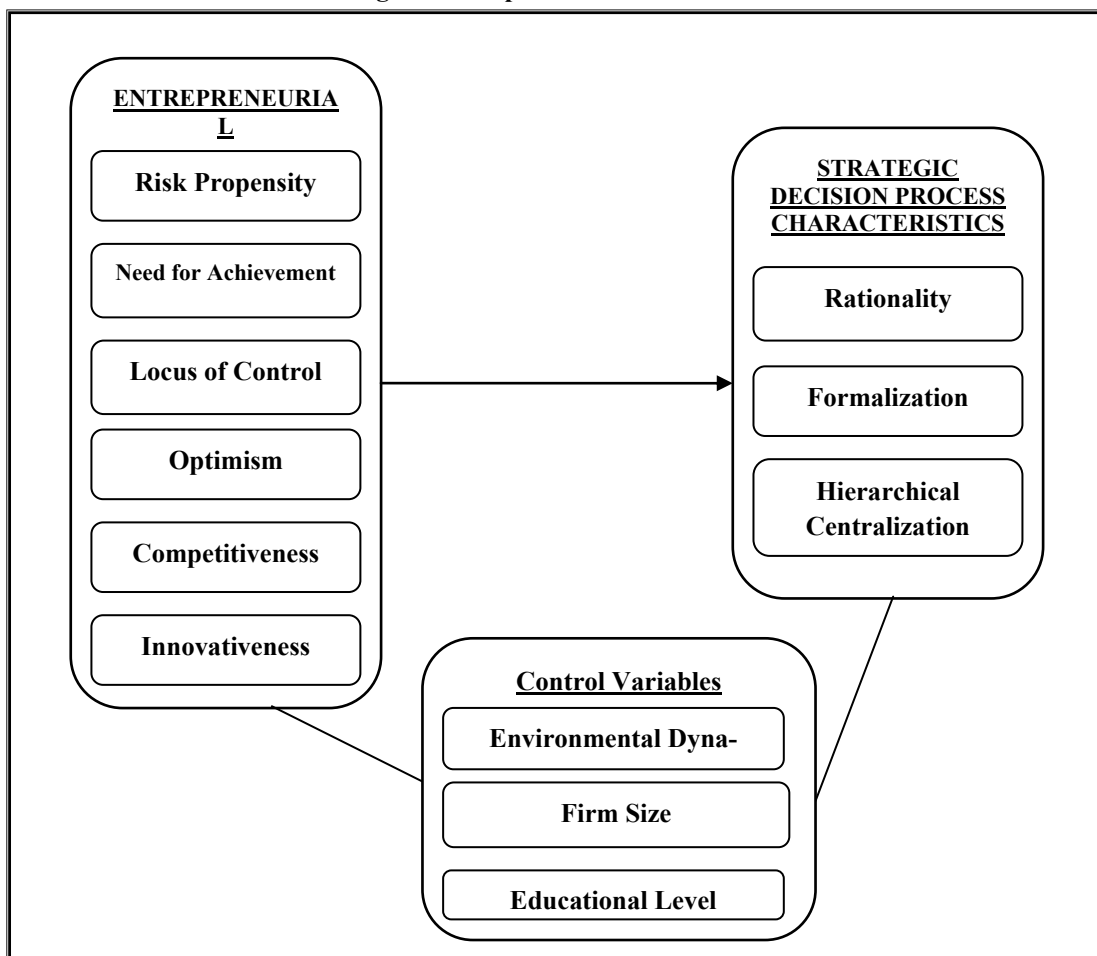 ENTREPRENEURIA
L
Risk Propensity
Need for Achievement
Locus of Control
Optimism
Competitiveness
Innovativeness
STRATEGIC
DECISION PROCESS
CHARACTERISTICS
Rationality
Formalization
Hierarchical
Centralization
Control Variables
Environmental Dyna-
Firm Size
Educational Level